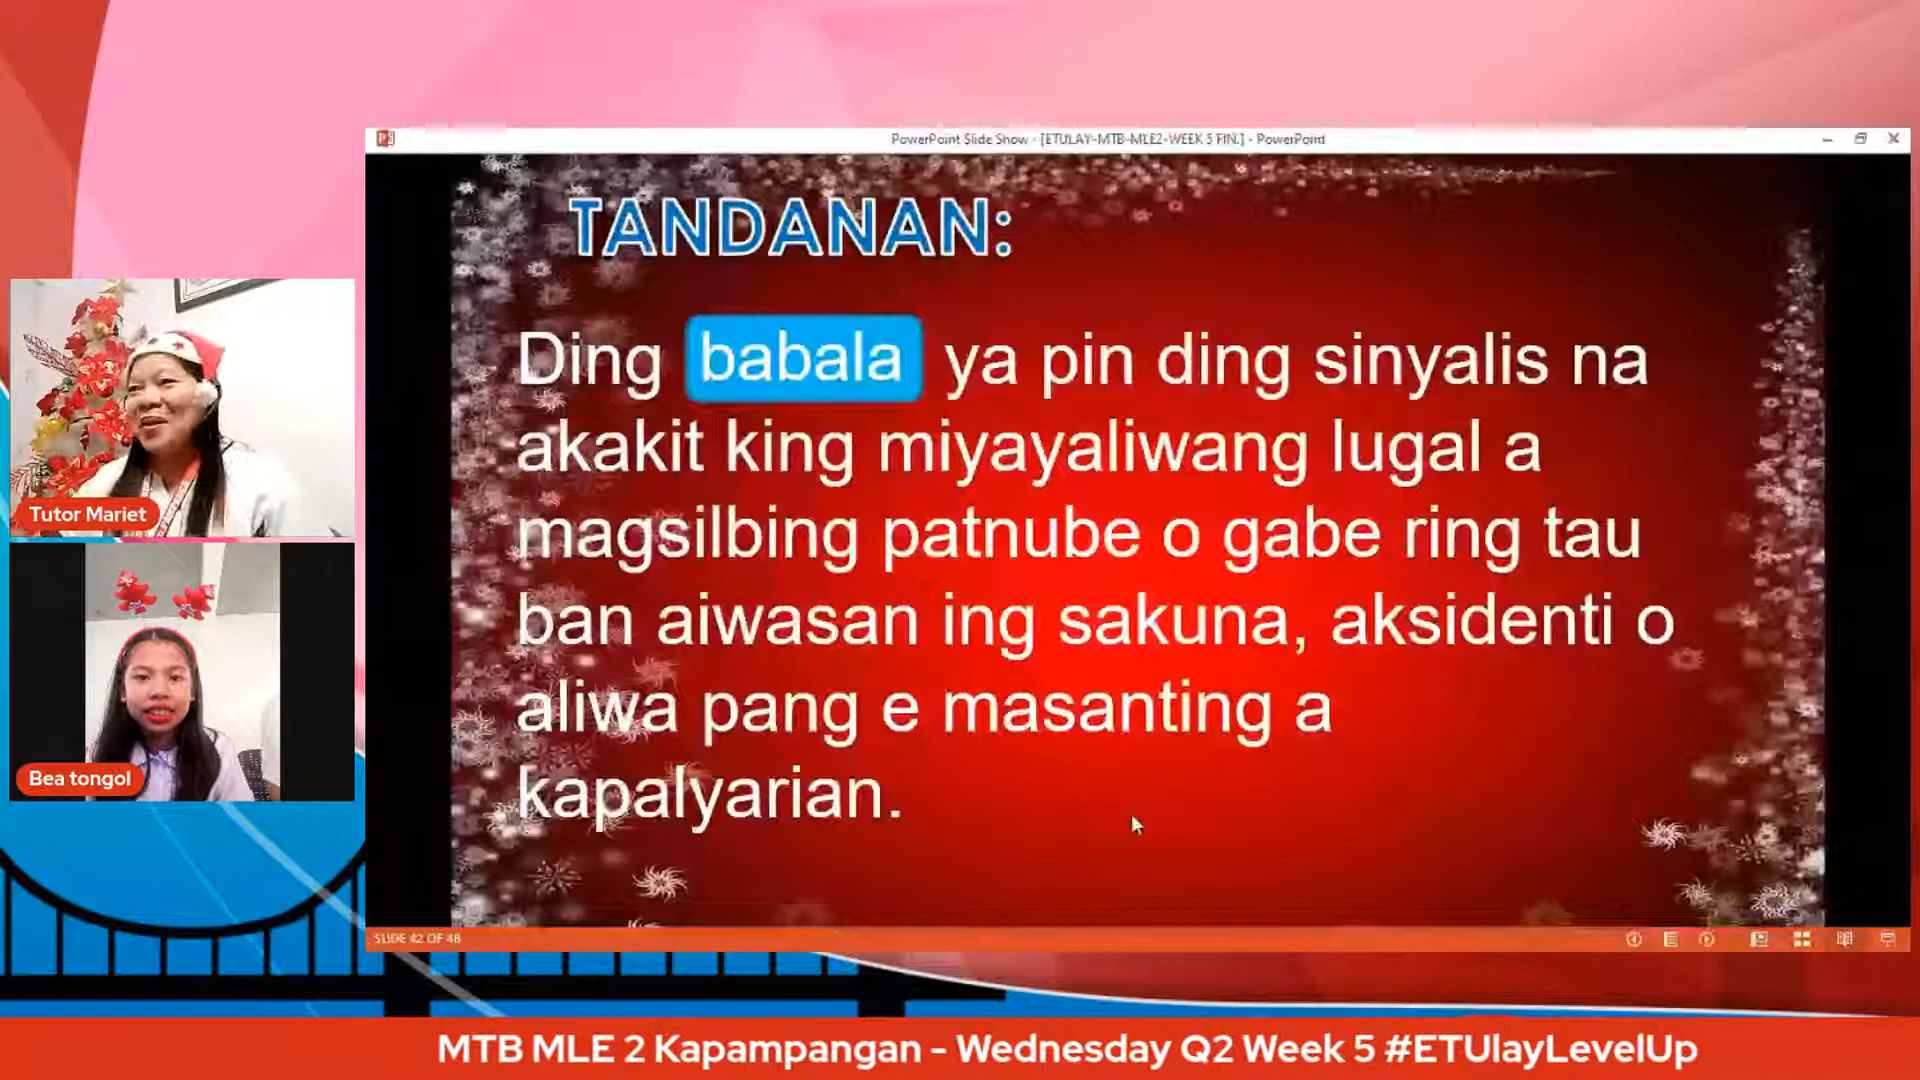 PowerPoint Slide Show - [ETULAY-MTB-MLE2-WEEK 5 FIN.] - PowerPoint
TANDANAN:
Ding babala ya pin ding sinyalis na
akakit king miyayaliwang lugal a
magsilbing patnube o gabe ring tau
ban aiwasan ing sakuna, aksidenti o
aliwa pang e masanting a
kapalyarian.
Tutor Mariet
Bea tongol
SLIDE 42 OF 48
MTB MLE 2 Kapampangan - Wednesday Q2 Week 5 #ETUlayLevelUp